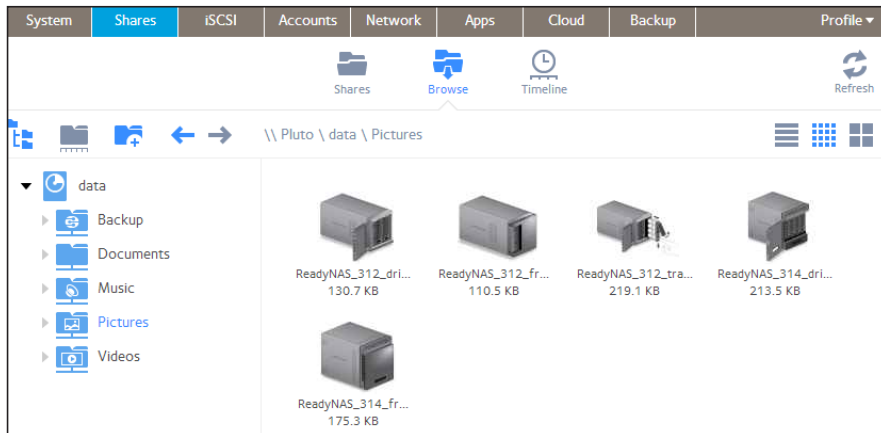 System Shares iSCSI Accounts Network Apps Cloud Backup Profile
Shares Browse Timeline Refresh
\\ Pluto \ data \ Pictures
data
Backup
Documents
Music
Pictures
Videos
ReadyNAS_312_dri... ReadyNAS_312_fr... ReadyNAS_312_tra... ReadyNAS_314_dri...
130.7 KB 110.5 KB 219.1 KB 213.5 KB
ReadyNAS_314_fr...
175.3 KB